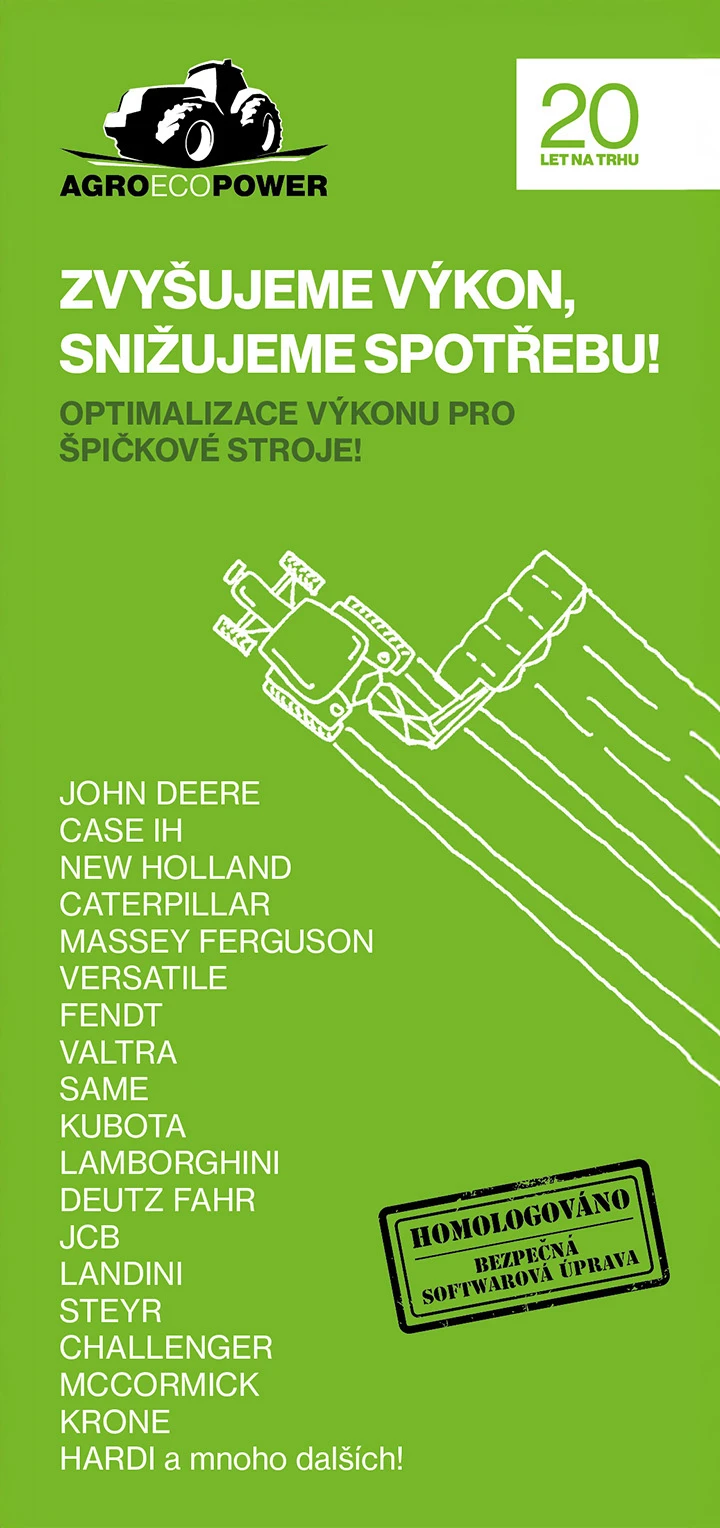 AGROECOPOWER
20
LET NA TRHU
ZVYŠUJEME VÝKON,
SNIŽUJEME SPOTŘEBU!
OPTIMALIZACE VÝKONU PRO
ŠPIČKOVÉ STROJE!
JOHN DEERE
CASE IH
NEW HOLLAND
CATERPILLAR
MASSEY FERGUSON
VERSATILE
FENDT
VALTRA
SAME
KUBOTA
LAMBORGHINI
DEUTZ FAHR
JCB
LANDINI
STEYR
CHALLENGER
MCCORMICK
KRONE
HARDI a mnoho dalších!
HOMOLOGOVÁNO
BEZPEČNÁ
SOFTWAROVÁ ÚPRAVA